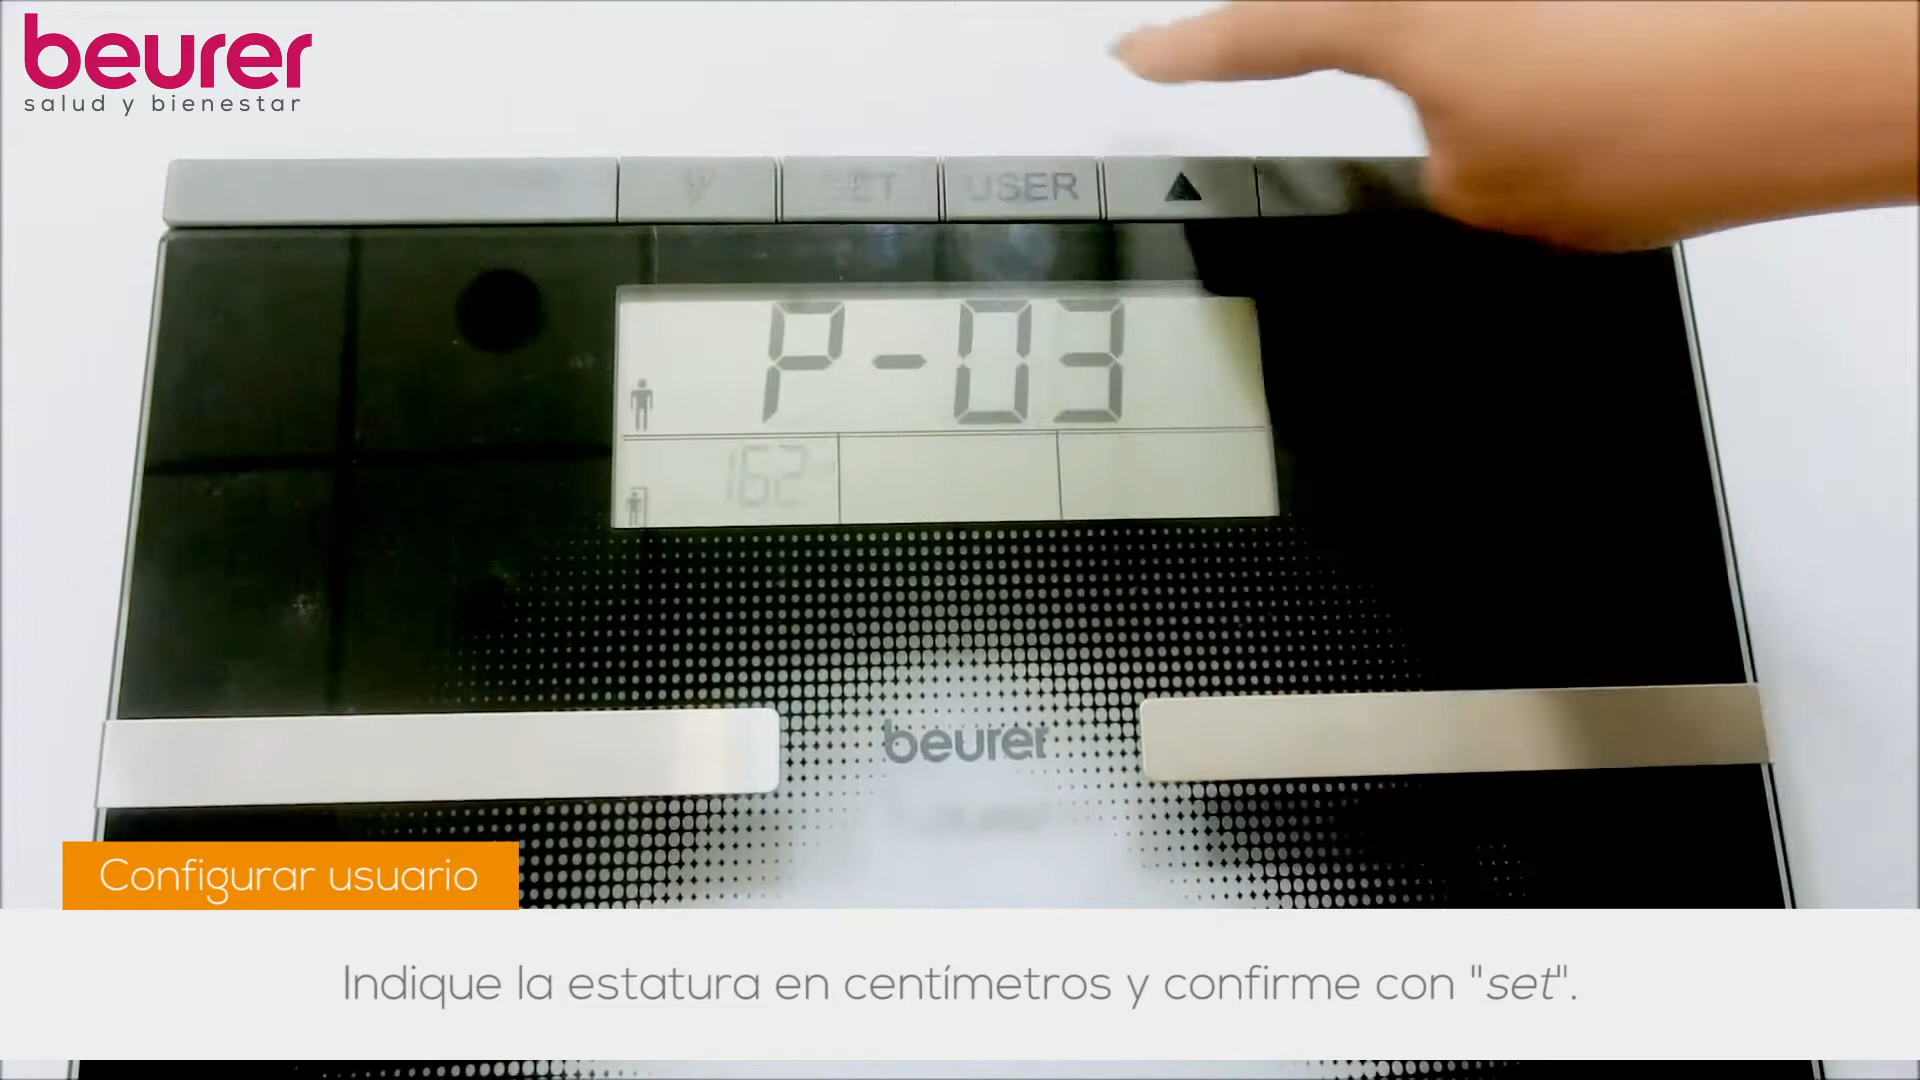 beurer
salud y bienestar
SET USER ▲
P-03
162
beurer
Configurar usuario
Indique la estatura en centímetros y confirme con "set".